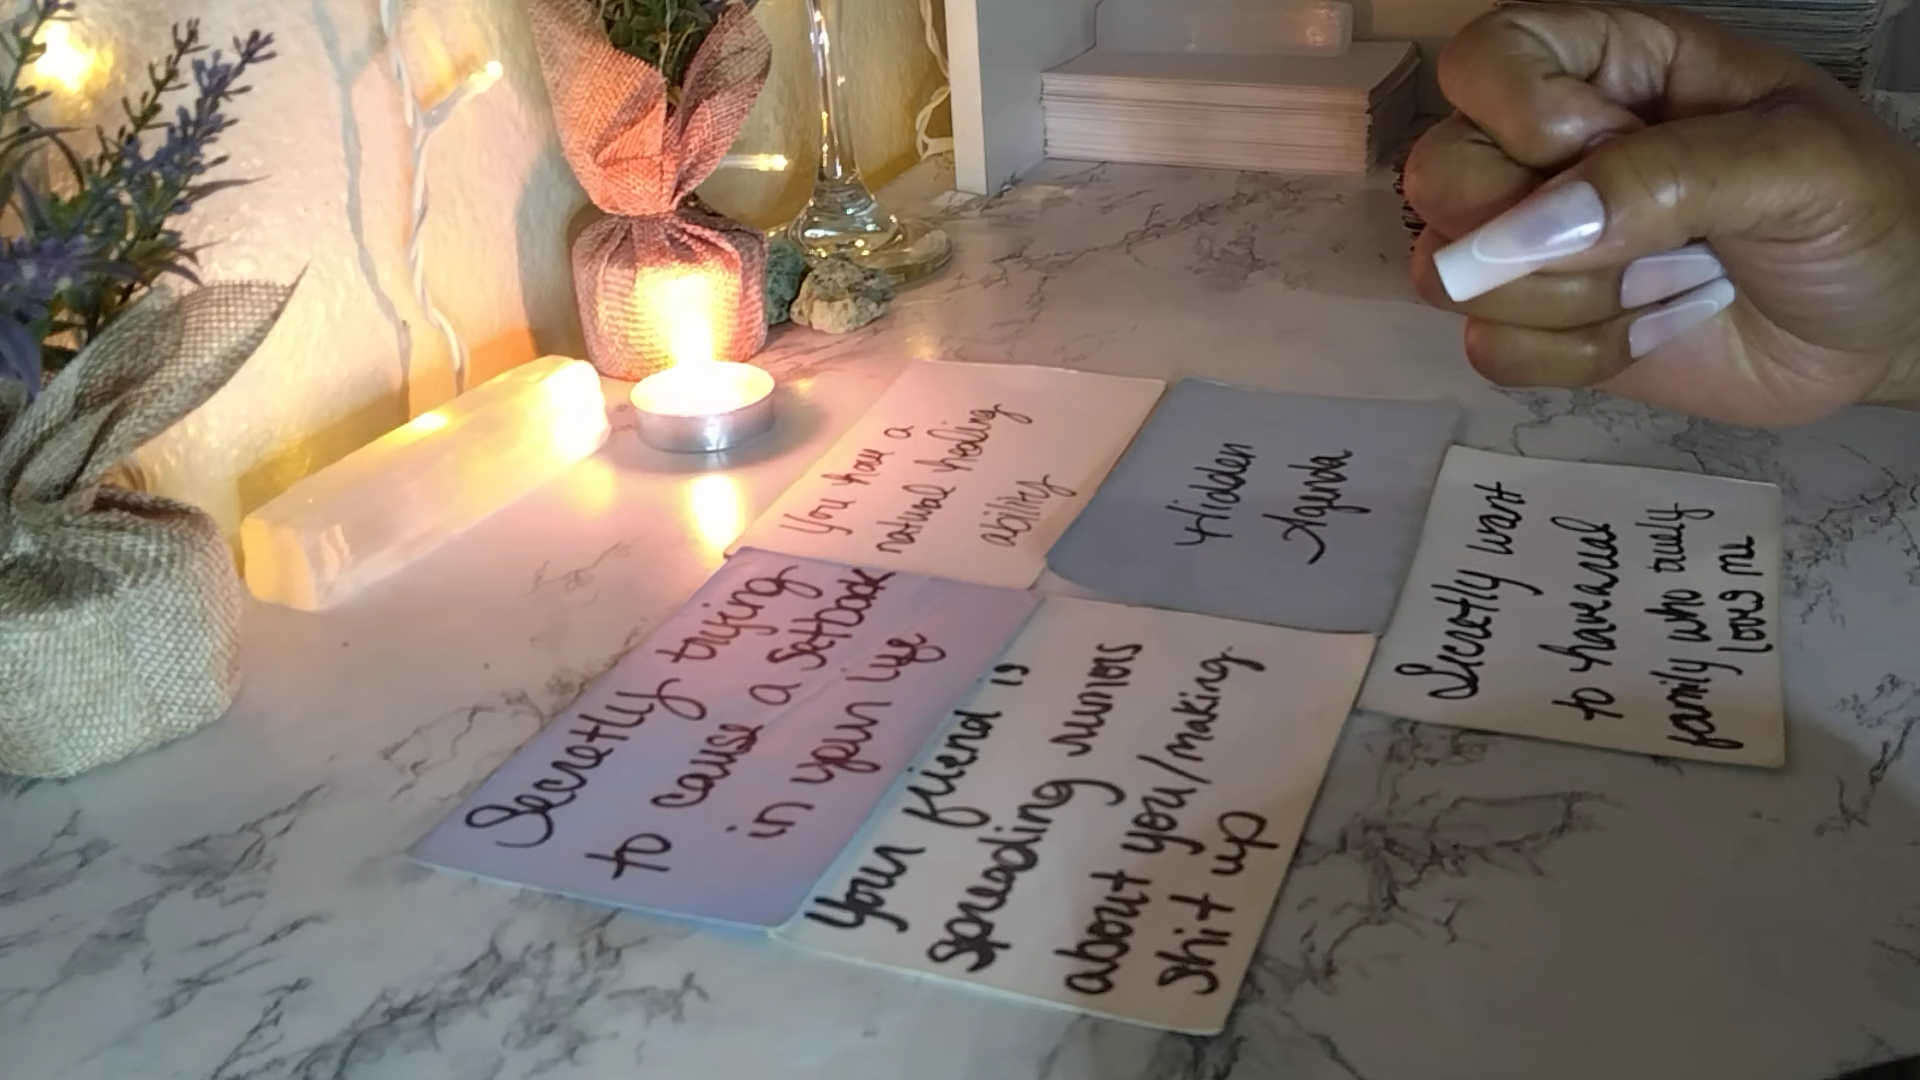 You have a
natural healing
ability
Hidden
Agenda
Secretly want
to have a real
family who truly
loves me
Secretly trying
to cause a setback
in your life
Your friend is
spreading rumors
about you/making
shit up